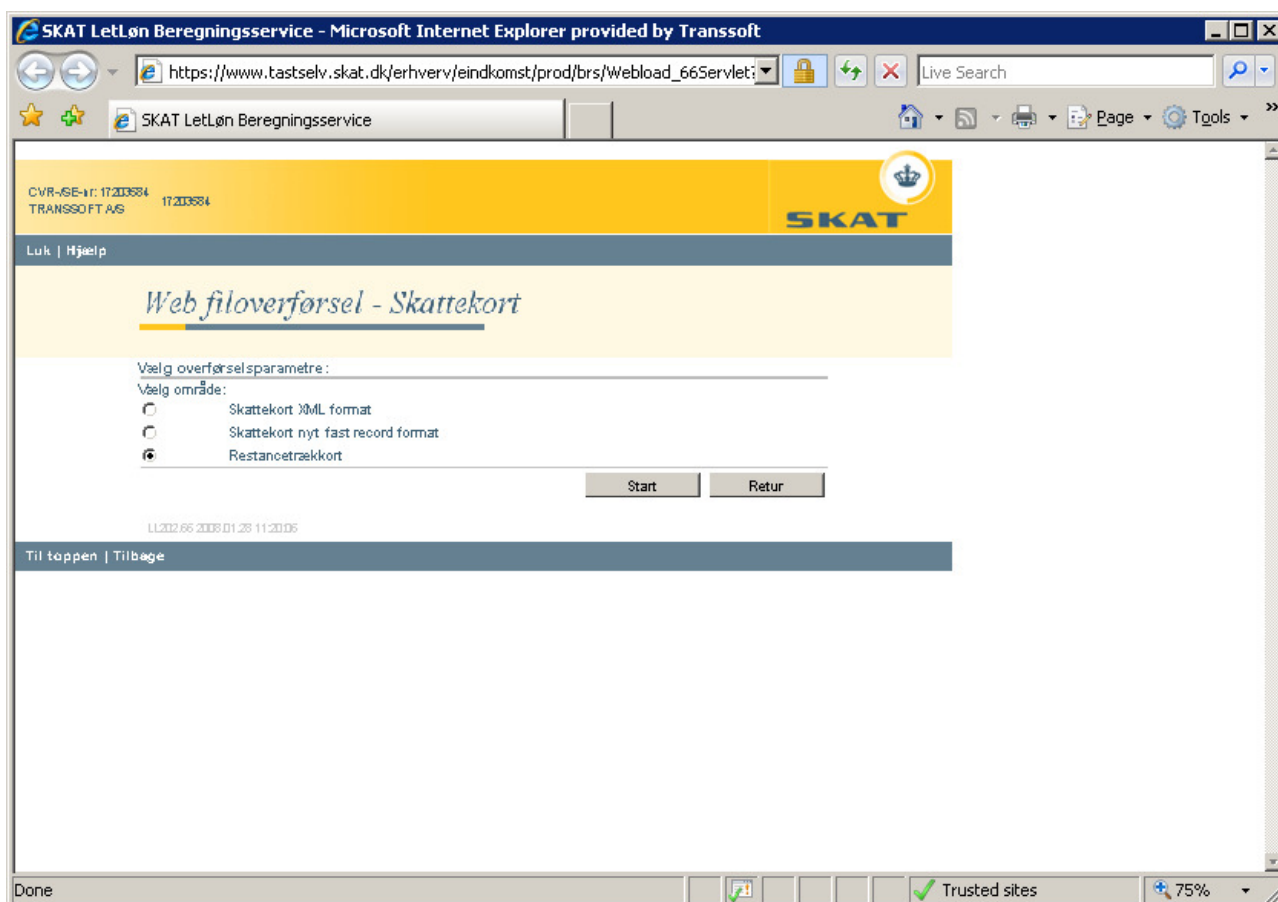 SKAT LetLøn Beregningsservice - Microsoft Internet Explorer provided by Transsoft
https://www.tastselv.skat.dk/erhverv/eindkomst/prod/brs/Webload_66Servlet?
Live Search
SKAT LetLøn Beregningsservice
Page
Tools
»
CVR-/SE-nr: 17203684
17203684
TRANSSOFT A/S
SKAT
Luk | Hjælp
Web filoverførsel - Skattekort
Vælg overførselsparametre:
Vælg område:
Skattekort XML format
Skattekort nyt fast record format
Restancetrækkort
Start Retur
LL202.66 2008.01.28 11:20:06
Til toppen | Tilbage
Done
Trusted sites
75%